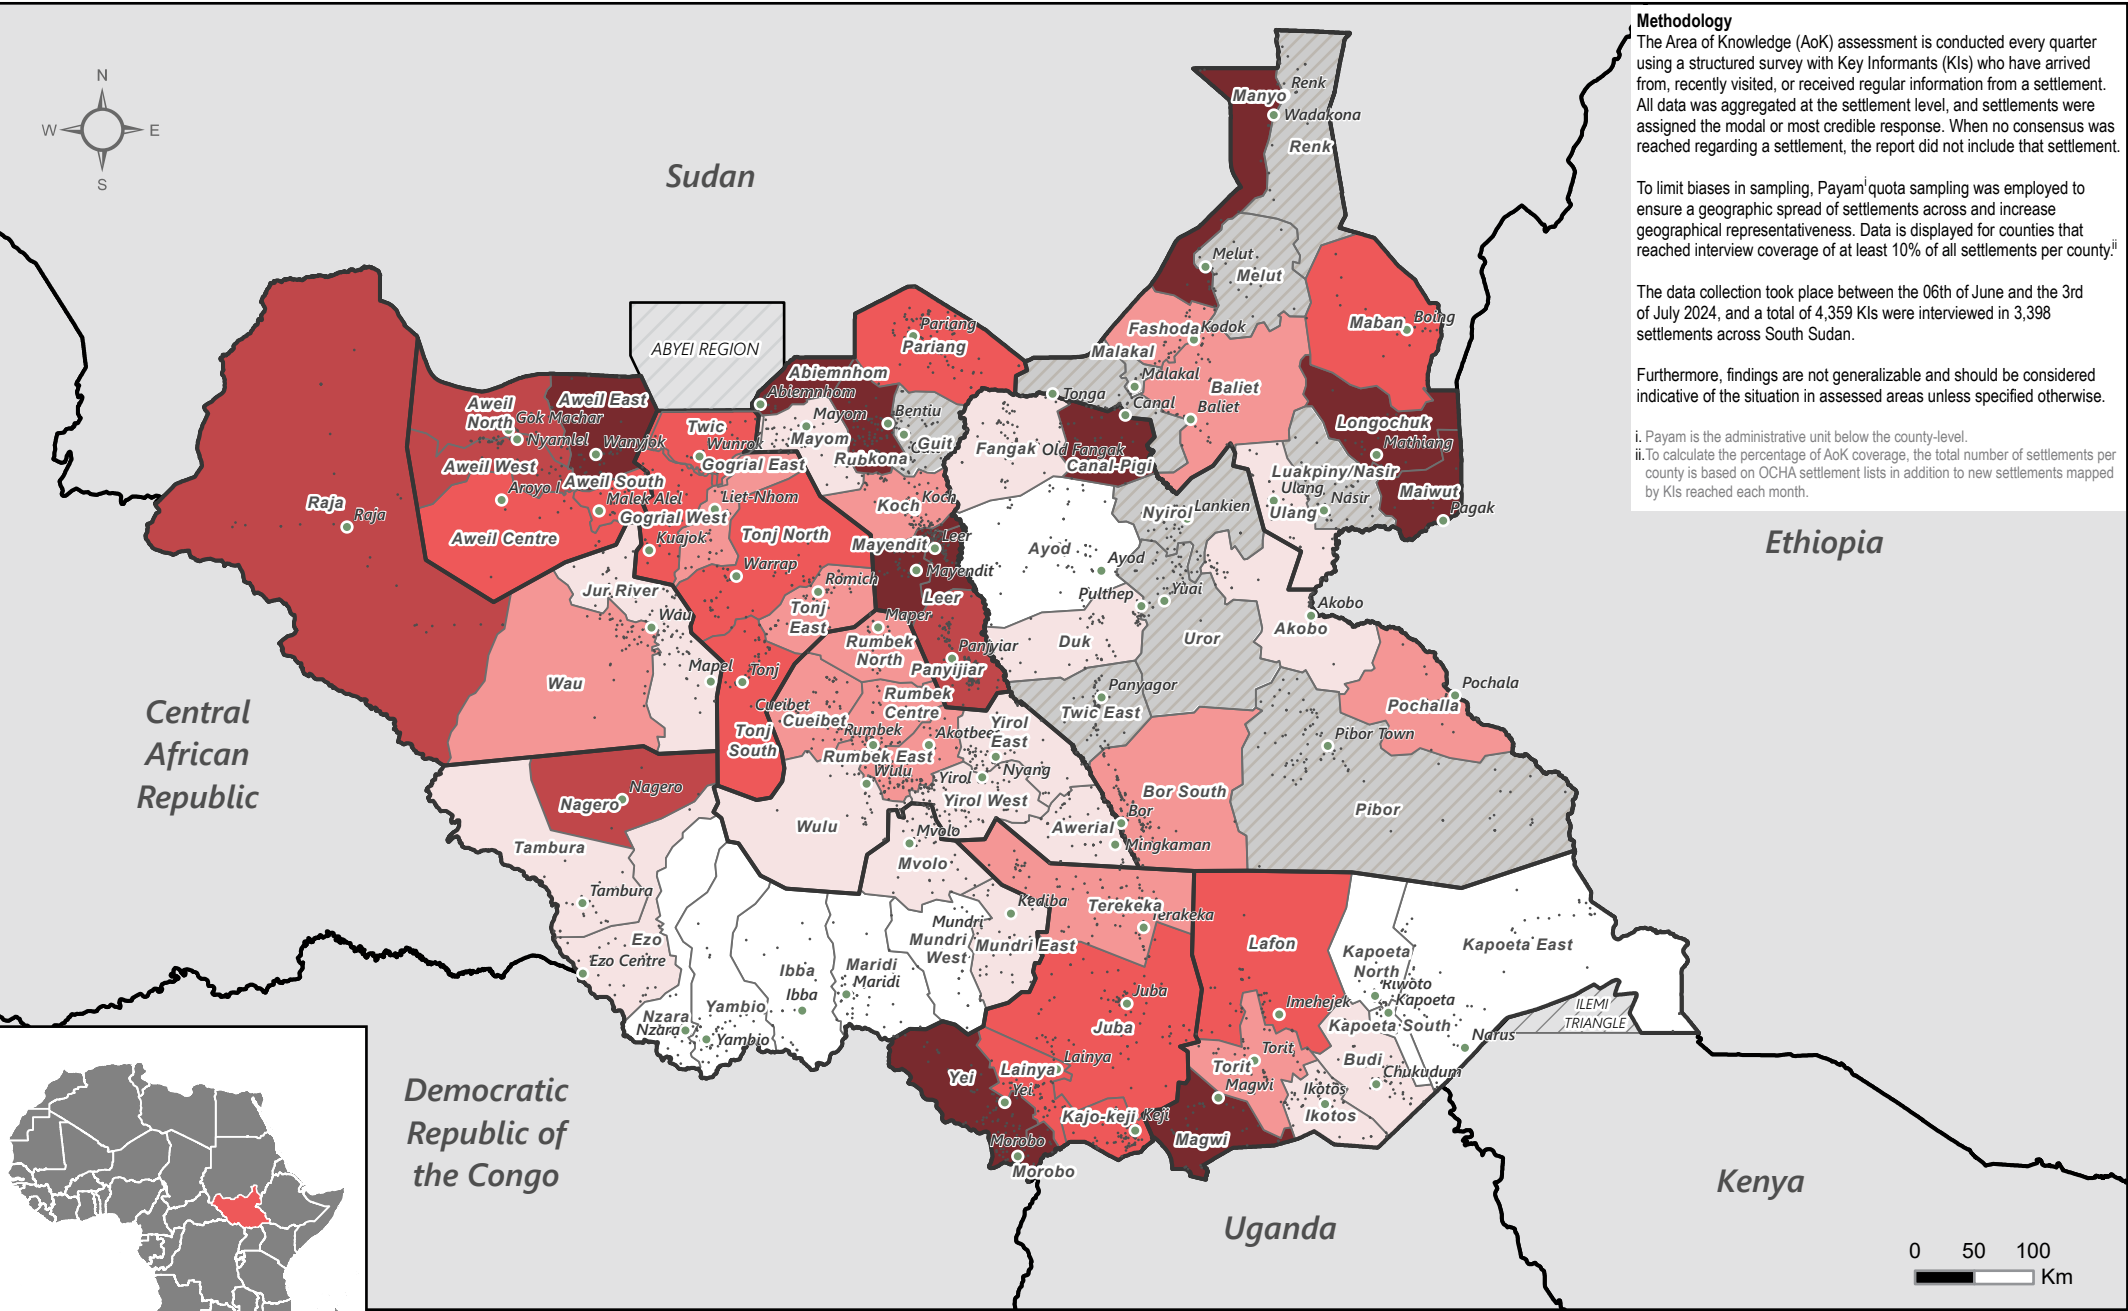 Methodology
The Area of Knowledge (AoK) assessment is conducted every quarter
using a structured survey with Key Informants (KIs) who have arrived
from, recently visited, or received regular information from a settlement.
All data was aggregated at the settlement level, and settlements were
assigned the modal or most credible response. When no consensus was
reached regarding a settlement, the report did not include that settlement.
To limit biases in sampling, Payamⁱ quota sampling was employed to
ensure a geographic spread of settlements across and increase
geographical representativeness. Data is displayed for counties that
reached interview coverage of at least 10% of all settlements per county.ⁱⁱ
The data collection took place between the 06th of June and the 3rd
of July 2024, and a total of 4,359 KIs were interviewed in 3,398
settlements across South Sudan.
Furthermore, findings are not generalizable and should be considered
indicative of the situation in assessed areas unless specified otherwise.
i. Payam is the administrative unit below the county-level.
ii. To calculate the percentage of AoK coverage, the total number of settlements per
county is based on OCHA settlement lists in addition to new settlements mapped
by KIs reached each month.
N
W
E
S
Sudan
Ethiopia
Central
African
Republic
Democratic
Republic of
the Congo
Uganda
Kenya
0 50 100
Km
ABYEI REGION
ILEMI
TRIANGLE
Renk
Manyo
Wadakona
Renk
Melut
Melut
Maban
Boing
Fashoda
Kodok
Malakal
Malakal
Baliet
Baliet
Tonga
Canal
Canal-Pigi
Old Fangak
Fangak
Longochuk
Mathiang
Maiwut
Pagak
Luakpiny/Nasir
Nasir
Ulang
Ulang
Nyirol
Lankien
Pariang
Pariang
Abiemnhom
Abiemnhom
Mayom
Mayom
Bentiu
Guit
Guit
Rubkona
Koch
Koch
Mayendit
Mayendit
Leer
Leer
Panyijiar
Panjyiar
Aweil
North
Gok Machar
Aweil East
Wanyjok
Aweil West
Nyamlel
Aweil South
Malek Alel
Aweil Centre
Aroyo I
Raja
Raja
Twic
Wunrok
Gogrial East
Liet-Nhom
Gogrial West
Kuajok
Tonj North
Warrap
Tonj
East
Romich
Tonj
Tonj
South
Jur River
Wau
Wau
Mapel
Rumbek
North
Maper
Rumbek
Centre
Rumbek
Rumbek East
Akotbee
Cueibet
Cueibet
Wulu
Wulu
Yirol
East
Nyang
Yirol
Yirol West
Awerial
Mingkaman
Ayod
Ayod
Pulthep
Duk
Yuai
Uror
Akobo
Akobo
Pochala
Pochalla
Panyagor
Twic East
Pibor Town
Pibor
Bor South
Bor
Nagero
Nagero
Tambura
Tambura
Ezo
Ezo Centre
Nzara
Nzara
Yambio
Yambio
Ibba
Ibba
Maridi
Maridi
Mundri
Mundri
West
Mundri East
Kediba
Mvolo
Mvolo
Terekeka
Terakeka
Juba
Juba
Lainya
Lainya
Yei
Yei
Morobo
Morobo
Kajo-keji
Keji
Magwi
Magwi
Torit
Torit
Lafon
Imehejek
Ikotos
Ikotos
Budi
Chukudum
Kapoeta
North
Riwoto
Kapoeta
Kapoeta South
Kapoeta East
Narus